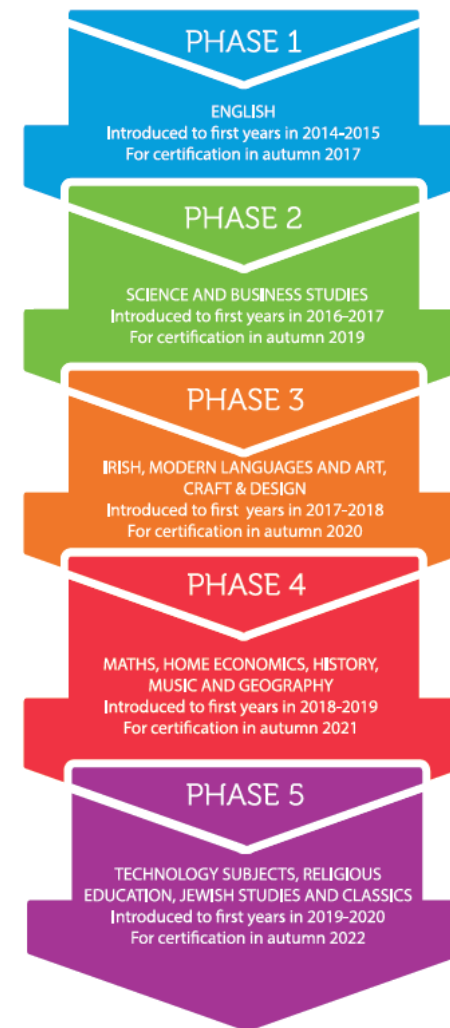 PHASE 1
ENGLISH
Introduced to first years in 2014-2015
For certification in autumn 2017
PHASE 2
SCIENCE AND BUSINESS STUDIES
Introduced to first years in 2016-2017
For certification in autumn 2019
PHASE 3
IRISH, MODERN LANGUAGES AND ART,
CRAFT & DESIGN
Introduced to first years in 2017-2018
For certification in autumn 2020
PHASE 4
MATHS, HOME ECONOMICS, HISTORY,
MUSIC AND GEOGRAPHY
Introduced to first years in 2018-2019
For certification in autumn 2021
PHASE 5
TECHNOLOGY SUBJECTS, RELIGIOUS
EDUCATION, JEWISH STUDIES AND CLASSICS
Introduced to first years in 2019-2020
For certification in autumn 2022